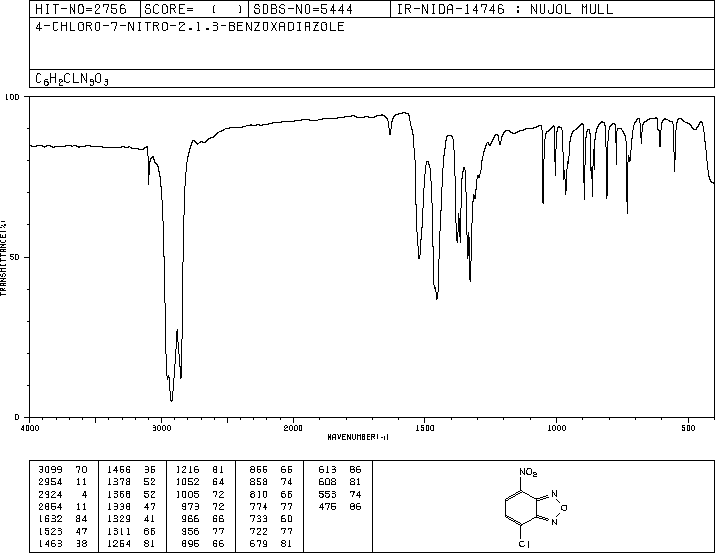 HIT-NO=2756 SCORE= ( ) SDBS-NO=5444 IR-NIDA-14746 : NUJOL MULL
4-CHLORO-7-NITRO-2,1,3-BENZOXADIAZOLE
C6H2CLN3O3
100
50
0
TRANSMITTANCE(%)
4000 3000 2000 1500 1000 500
WAVENUMBER(-1)
3099 70 1466 36 1216 81 866 66 613 86
2954 11 1378 52 1052 64 858 74 608 81
2924 4 1368 52 1005 72 810 66 553 74
2854 11 1338 47 973 72 774 77 476 86
1632 84 1329 41 966 66 733 60
1523 47 1311 66 956 77 722 77
1463 38 1254 81 895 66 679 81
NO2
N
O
N
Cl